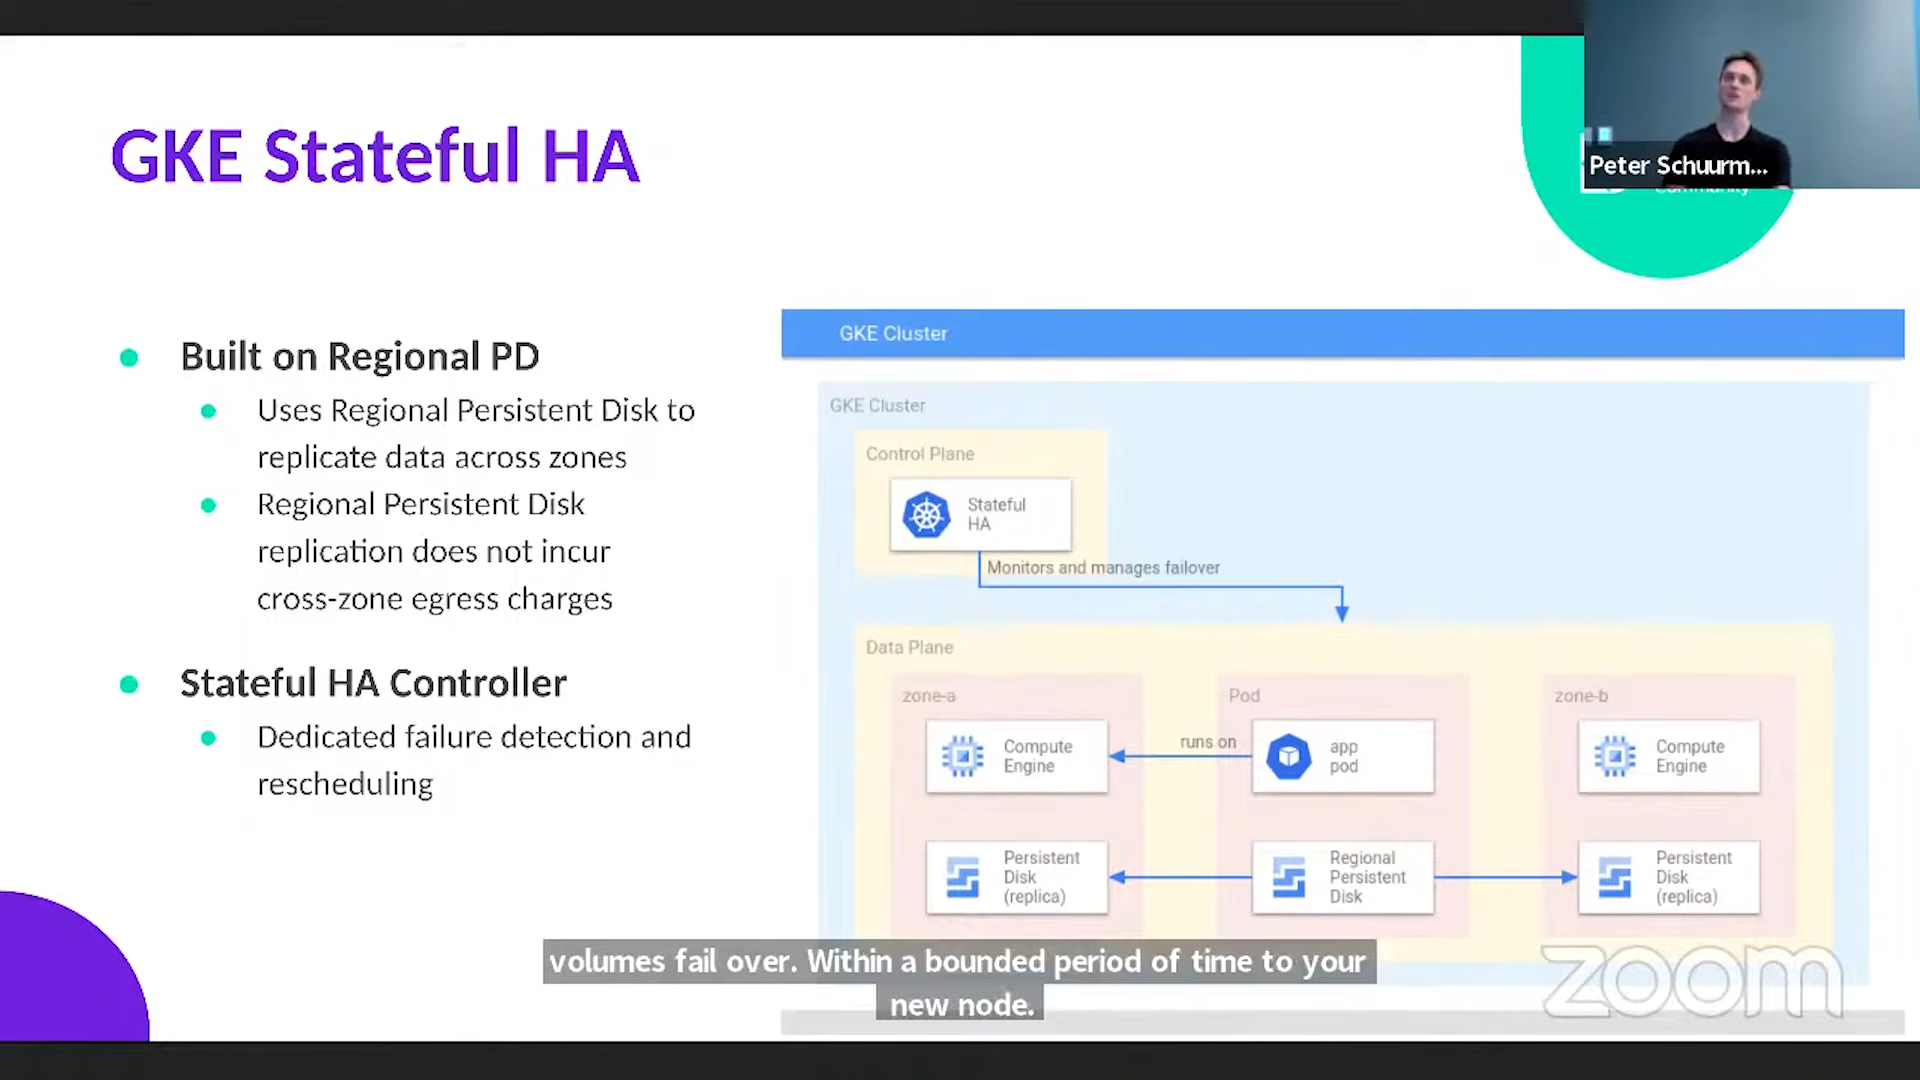 GKE Stateful HA
Peter Schuurm...
Community
Built on Regional PD
Uses Regional Persistent Disk to
replicate data across zones
Regional Persistent Disk
replication does not incur
cross-zone egress charges
Stateful HA Controller
Dedicated failure detection and
rescheduling
GKE Cluster
GKE Cluster
Control Plane
Stateful
HA
Monitors and manages failover
Data Plane
zone-a
Compute
Engine
Persistent
Disk
(replica)
runs on
Pod
app
pod
Regional
Persistent
Disk
zone-b
Compute
Engine
Persistent
Disk
(replica)
volumes fail over. Within a bounded period of time to your
new node.
zoom